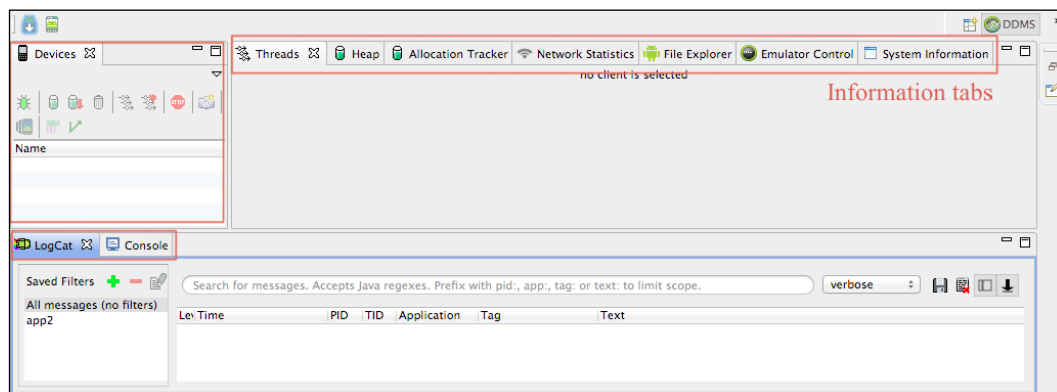 DDMS
Devices
Threads Heap Allocation Tracker Network Statistics File Explorer Emulator Control System Information
no client is selected
Information tabs
STOP
Name
LogCat Console
Saved Filters
Search for messages. Accepts Java regexes. Prefix with pid:, app:, tag: or text: to limit scope.
verbose
All messages (no filters)
app2
Lev Time PID TID Application Tag Text